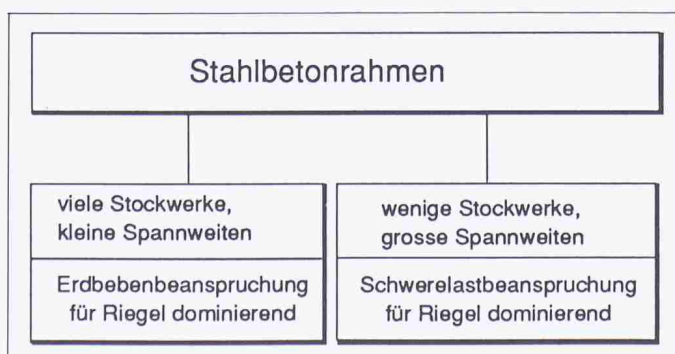 Stahlbetonrahmen
viele Stockwerke,
kleine Spannweiten
Erdbebenbeanspruchung
für Riegel dominierend
wenige Stockwerke,
grosse Spannweiten
Schwerelastbeanspruchung
für Riegel dominierend